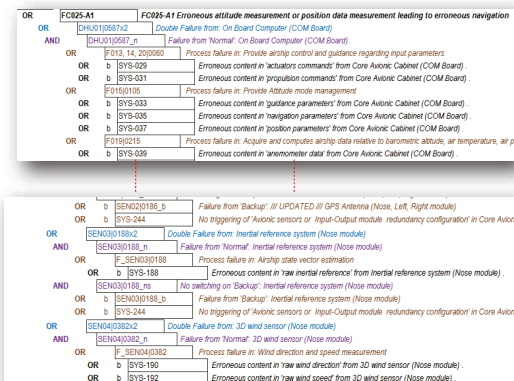 OR FC025-A1 FC025-A1 Erroneous attitude measurement or position data measurement leading to erroneous navigation
OR DHU01|0587x2 Double Failure from: On Board Computer (COM Board)
AND DHU01|0587_n Failure from 'Normal': On Board Computer (COM Board)
OR F013, 14, 20|0060 Process failure in: Provide airship control and guidance regarding input parameters
OR b SYS-029 Erroneous content in 'actuators commands' from Core Avionic Cabinet (COM Board) .
OR b SYS-031 Erroneous content in 'propulsion commands' from Core Avionic Cabinet (COM Board) .
OR F015|0105 Process failure in: Provide Attitude mode management
OR b SYS-033 Erroneous content in 'guidance parameters' from Core Avionic Cabinet (COM Board) .
OR b SYS-035 Erroneous content in 'navigation parameters' from Core Avionic Cabinet (COM Board) .
OR b SYS-037 Erroneous content in 'position parameters' from Core Avionic Cabinet (COM Board) .
OR F019|0215 Process failure in: Acquire and computes airship data relative to barometric altitude, air temperature, air p
OR b SYS-039 Erroneous content in 'anemometer data' from Core Avionic Cabinet (COM Board) .
OR b SEN02|0186_b Failure from 'Backup': /// UPDATED /// GPS Antenna (Nose, Left, Right module)
OR b SYS-244 No triggering of 'Avionic sensors or Input-Output module redundancy configuration' in Core Avion
OR SEN03|0188x2 Double Failure from: Inertial reference system (Nose module)
AND SEN03|0188_n Failure from 'Normal': Inertial reference system (Nose module)
OR F_SEN03|0188 Process failure in: Airship state vector estimation
OR b SYS-188 Erroneous content in 'raw inertial reference' from Inertial reference system (Nose module) .
AND SEN03|0188_ns No switching on 'Backup': Inertial reference system (Nose module)
OR b SEN03|0188_b Failure from 'Backup': Inertial reference system (Nose module)
OR b SYS-244 No triggering of 'Avionic sensors or Input-Output module redundancy configuration' in Core Avion
OR SEN04|0382x2 Double Failure from: 3D wind sensor (Nose module)
AND SEN04|0382_n Failure from 'Normal': 3D wind sensor (Nose module)
OR F_SEN04|0382 Process failure in: Wind direction and speed measurement
OR b SYS-190 Erroneous content in 'raw wind direction' from 3D wind sensor (Nose module) .
OR b SYS-192 Erroneous content in 'raw wind speed' from 3D wind sensor (Nose module) .